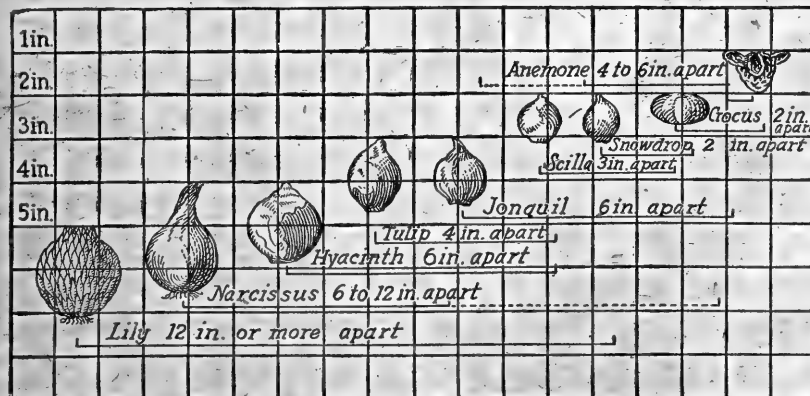 1in.
Anemone 4 to 6in. apart
2in.
Crocus 2in. apart
3in.
Snowdrop, 2 in. apart
Scilla 3in. apart
4in.
Jonquil 6in apart
5in.
Tulip 4 in. apart
Hyacinth 6in. apart
Narcissus 6 to 12 in. apart
Lily 12 in. or more apart